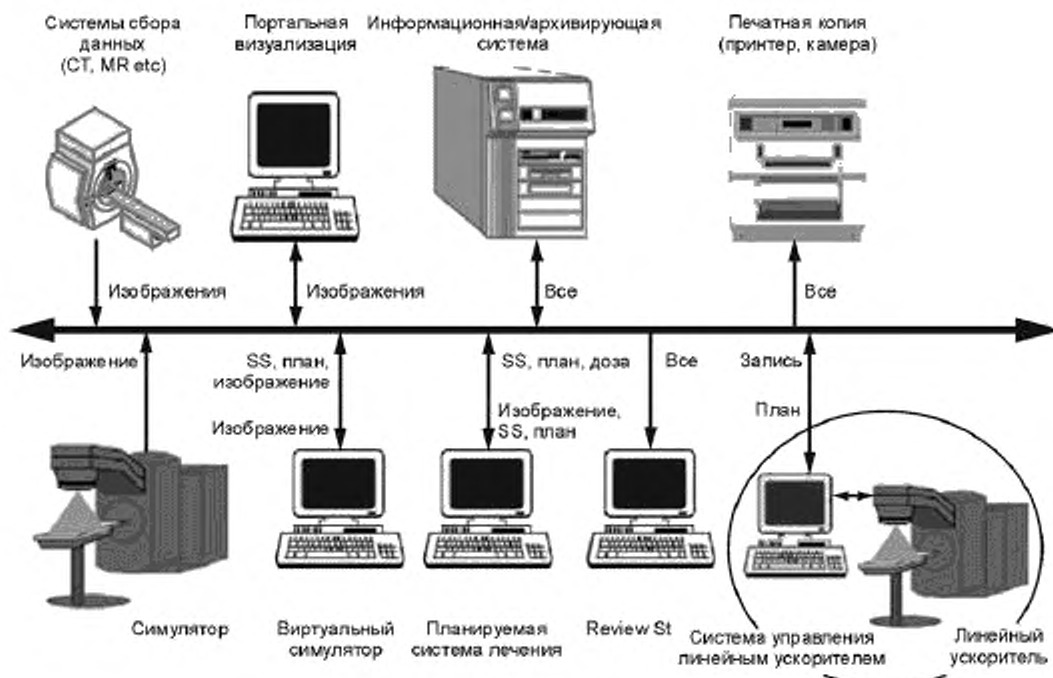 Системы сбора
данных
(CT, MR etc)
Портальная
визуализация
Информационная/архивирующая
система
Печатная копия
(принтер, камера)
Изображения
Изображения
Все
Все
Изображение
SS, план,
изображение
Изображение
SS, план, доза
Изображение,
SS, план
Все
Запись
План
Симулятор
Виртуальный
симулятор
Планируемая
система лечения
Review St
Система управления
линейным ускорителем
Линейный
ускоритель